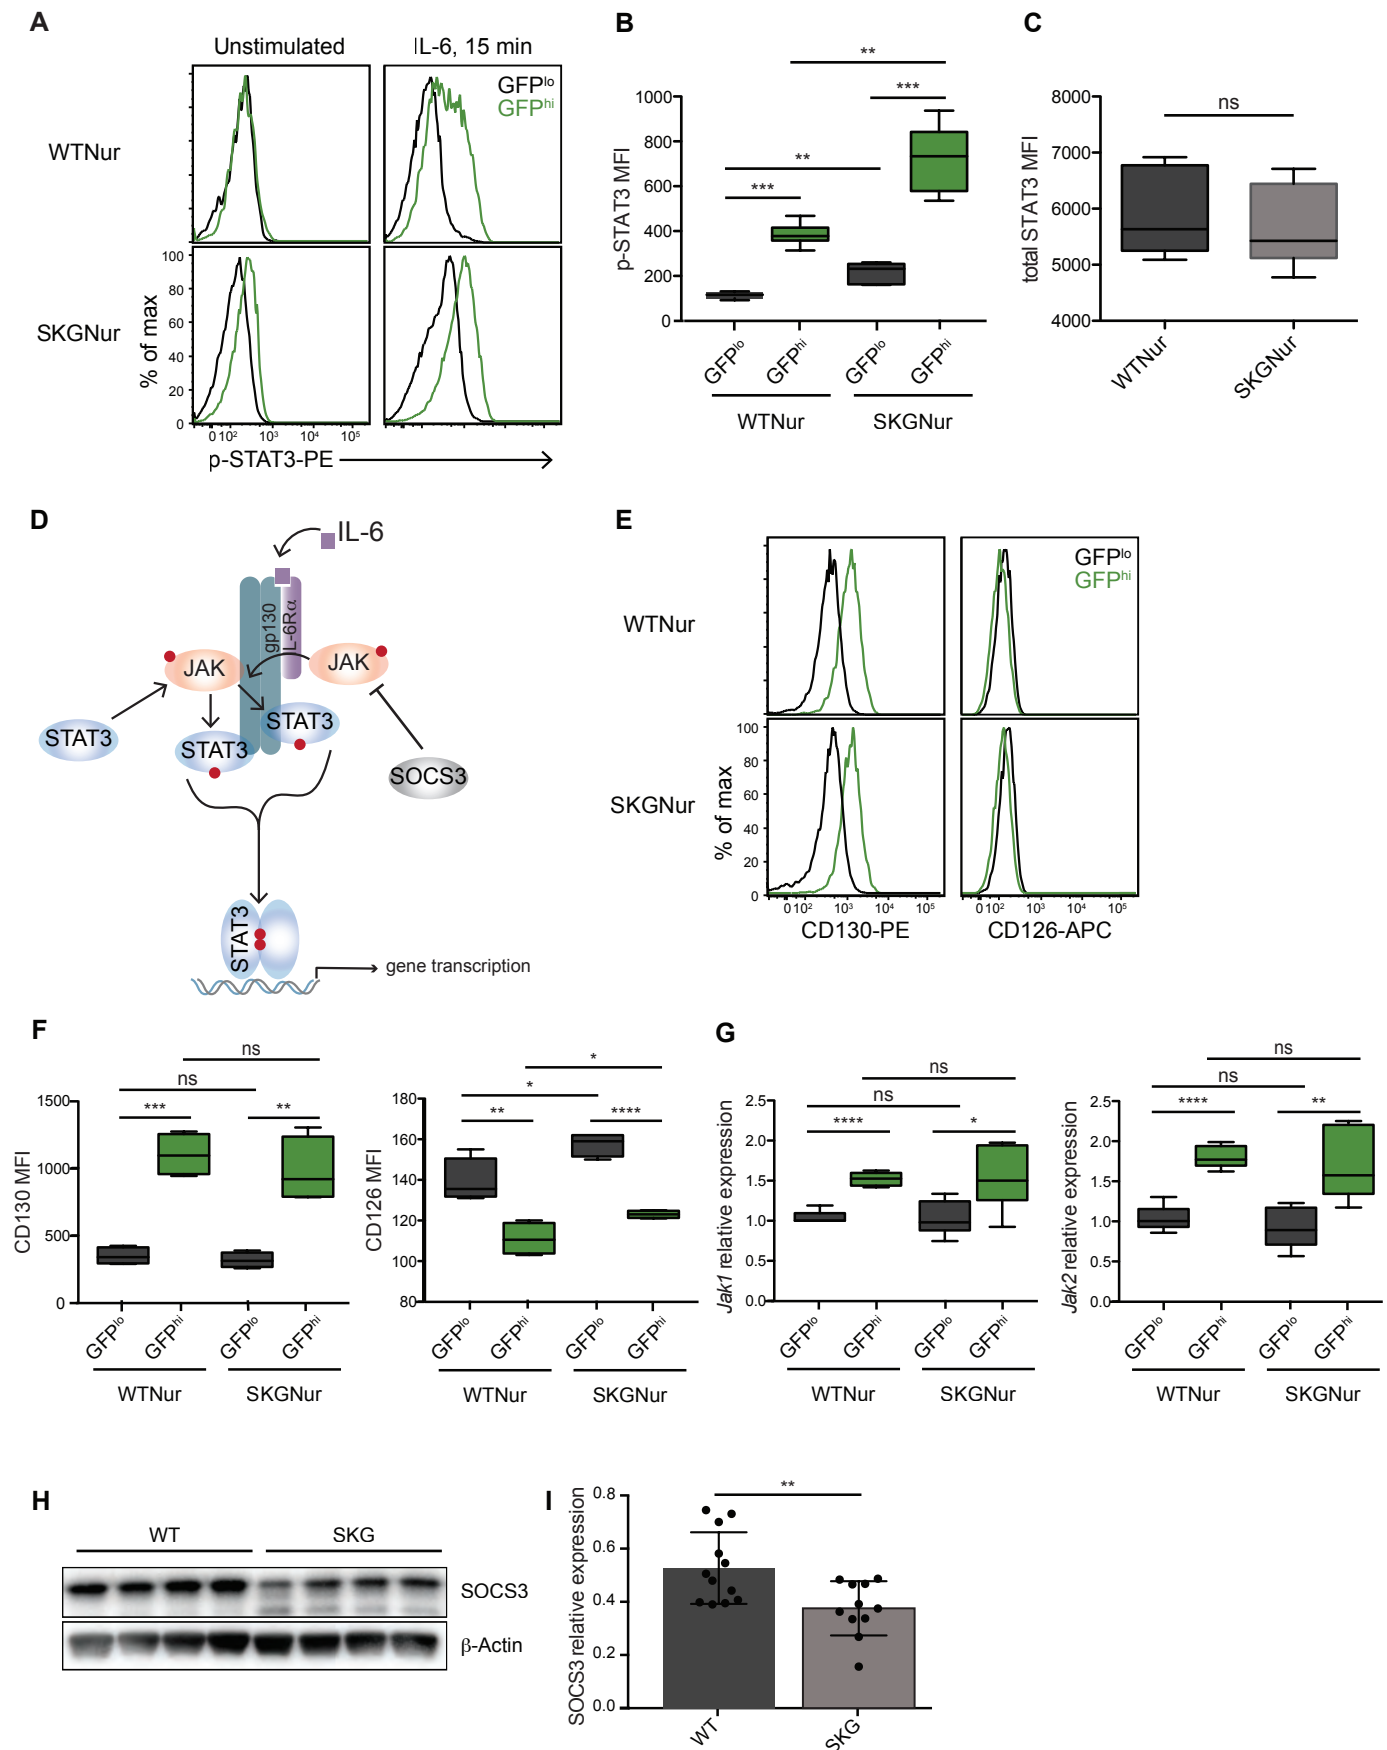 A
Unstimulated
IL-6, 15 min
GFPlo
GFPhi
WTNur
SKGNur
% of max
100
80
60
40
20
0
0 10² 10³ 10⁴ 10⁵
p-STAT3-PE
B
**
***
**
***
p-STAT3 MFI
1000
800
600
400
200
0
GFPlo GFPhi GFPlo GFPhi
WTNur SKGNur
C
ns
total STAT3 MFI
8000
7000
6000
5000
4000
WTNur
SKGNur
D
IL-6
gp130
L-6Rα
JAK
JAK
STAT3
STAT3
STAT3
SOCS3
STAT3
gene transcription
E
GFPlo
GFPhi
WTNur
SKGNur
% of max
100
80
60
40
20
0
0 10² 10³ 10⁴ 10⁵
0 10² 10³ 10⁴ 10⁵
CD130-PE
CD126-APC
F
ns
ns
***
**
CD130 MFI
1500
1000
500
0
GFPlo GFPhi GFPlo GFPhi
WTNur SKGNur
*
*
**
****
CD126 MFI
180
160
140
120
100
80
GFPlo GFPhi GFPlo GFPhi
WTNur SKGNur
G
ns
ns
****
*
Jak1 relative expression
2.5
2.0
1.5
1.0
0.5
0.0
GFPlo GFPhi GFPlo GFPhi
WTNur SKGNur
ns
ns
****
**
Jak2 relative expression
2.5
2.0
1.5
1.0
0.5
0.0
GFPlo GFPhi GFPlo GFPhi
WTNur SKGNur
H
WT SKG
SOCS3
β-Actin
I
**
SOCS3 relative expression
0.8
0.6
0.4
0.2
0.0
WT
SKG